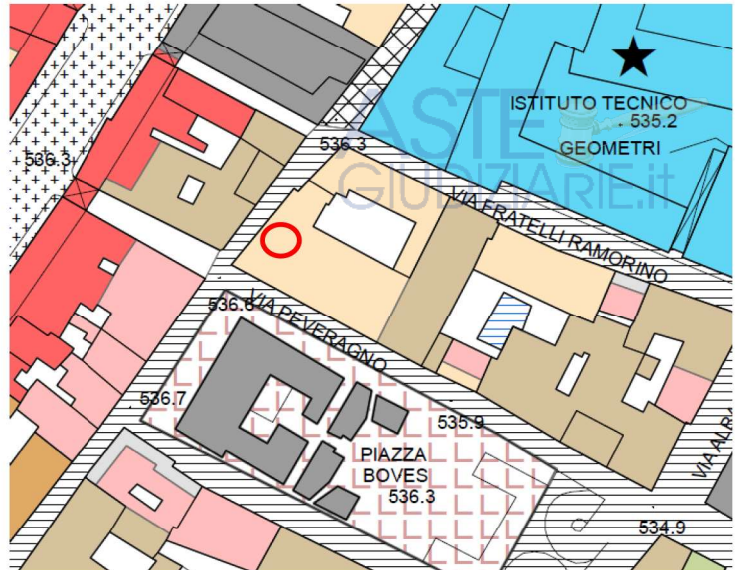 ISTITUTO TECNICO
535.2
GEOMETRI
ASTE
GIUDIZIARIE.it
536.3
536.3
VIA FRATELLI RAMORINO
536.6
VIA PEVERAGNO
536.7
535.9
PIAZZA
BOVES
536.3
534.9